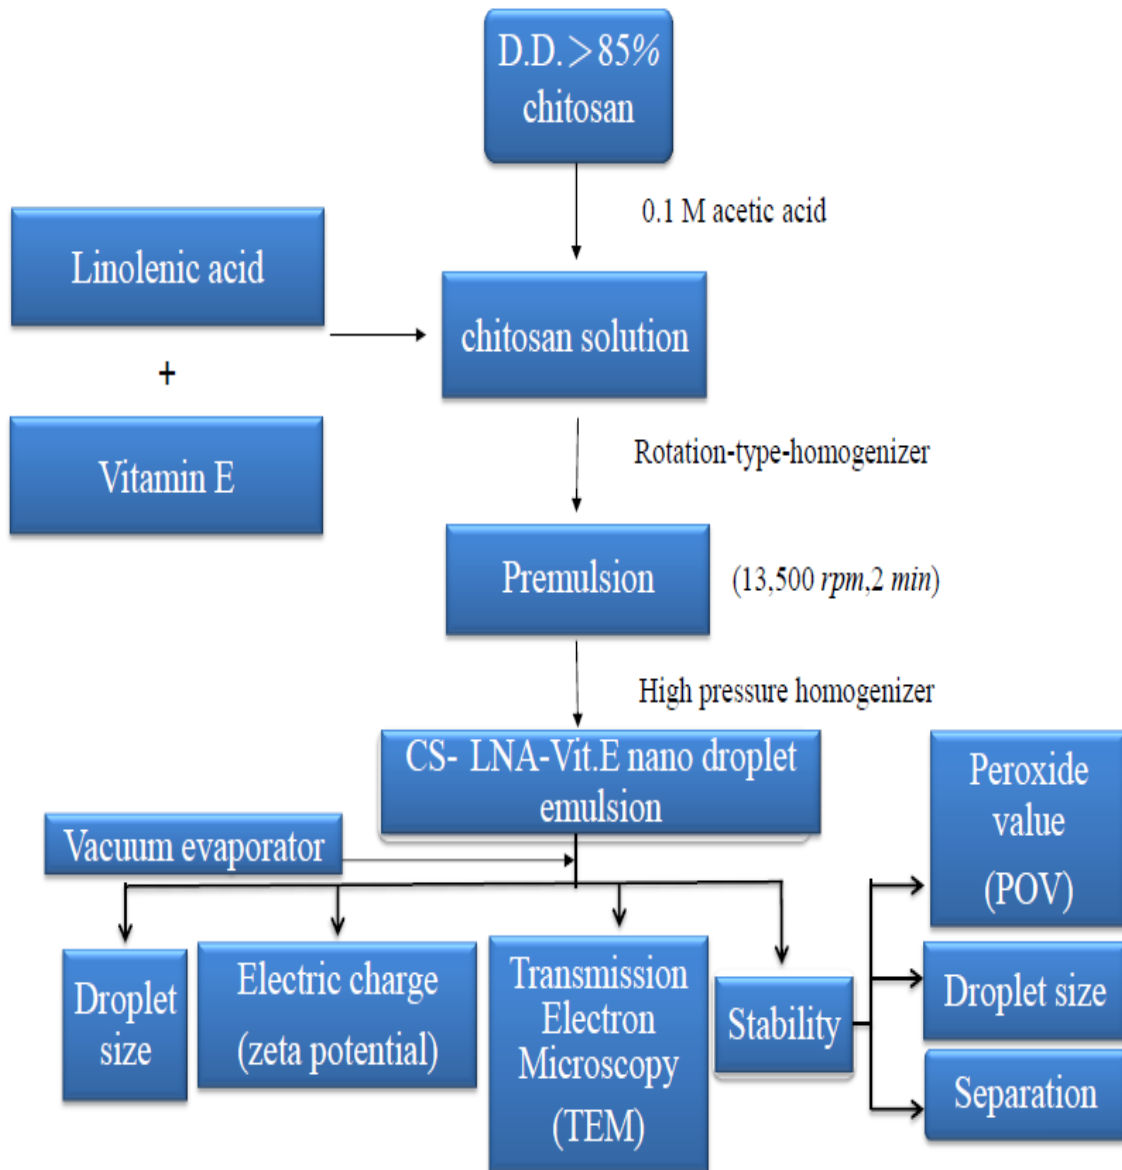 D.D.＞85%
chitosan
0.1 M acetic acid
Linolenic acid
chitosan solution
+
Vitamin E
Rotation-type-homogenizer
Premulsion
(13,500 rpm,2 min)
High pressure homogenizer
CS- LNA-Vit.E nano droplet
emulsion
Vacuum evaporator
Droplet
size
Electric charge
(zeta potential)
Transmission
Electron
Microscopy
(TEM)
Stability
Peroxide
value
(POV)
Droplet size
Separation